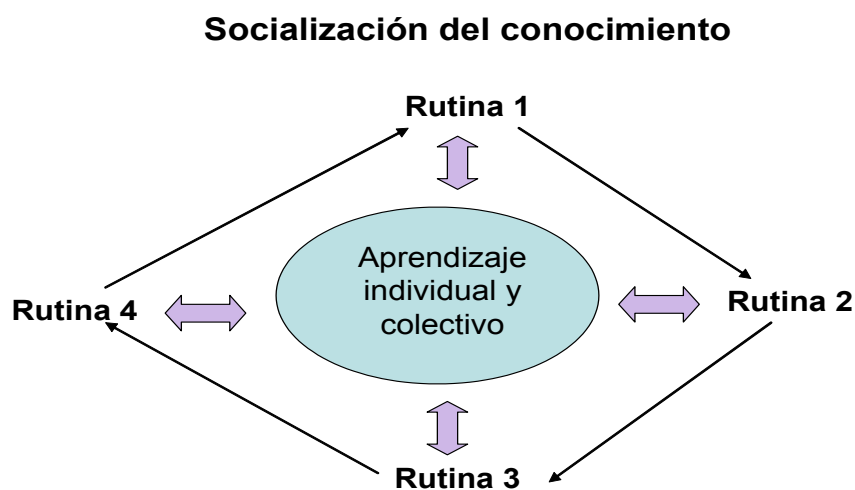 Socialización del conocimiento
Rutina 1
Aprendizaje
individual y
colectivo
Rutina 4
Rutina 2
Rutina 3